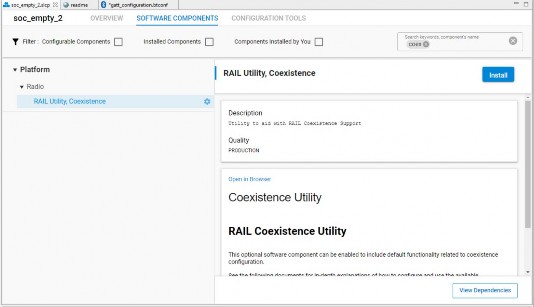 soc_empty_2.slcp
readme
*gatt_configuration.btconf
soc_empty_2
OVERVIEW
SOFTWARE COMPONENTS
CONFIGURATION TOOLS
Filter :
Configurable Components
Installed Components
Components Installed by You
Search keywords, component's name
coex
Platform
Radio
RAIL Utility, Coexistence
RAIL Utility, Coexistence
Install
Description
Utility to aid with RAIL Coexistence Support
Quality
PRODUCTION
Open in Browser
Coexistence Utility
RAIL Coexistence Utility
This optional software component can be enabled to include default functionality related to coexistence
configuration.
See the following documents for in-depth explanations of how to configure and use the available
View Dependencies